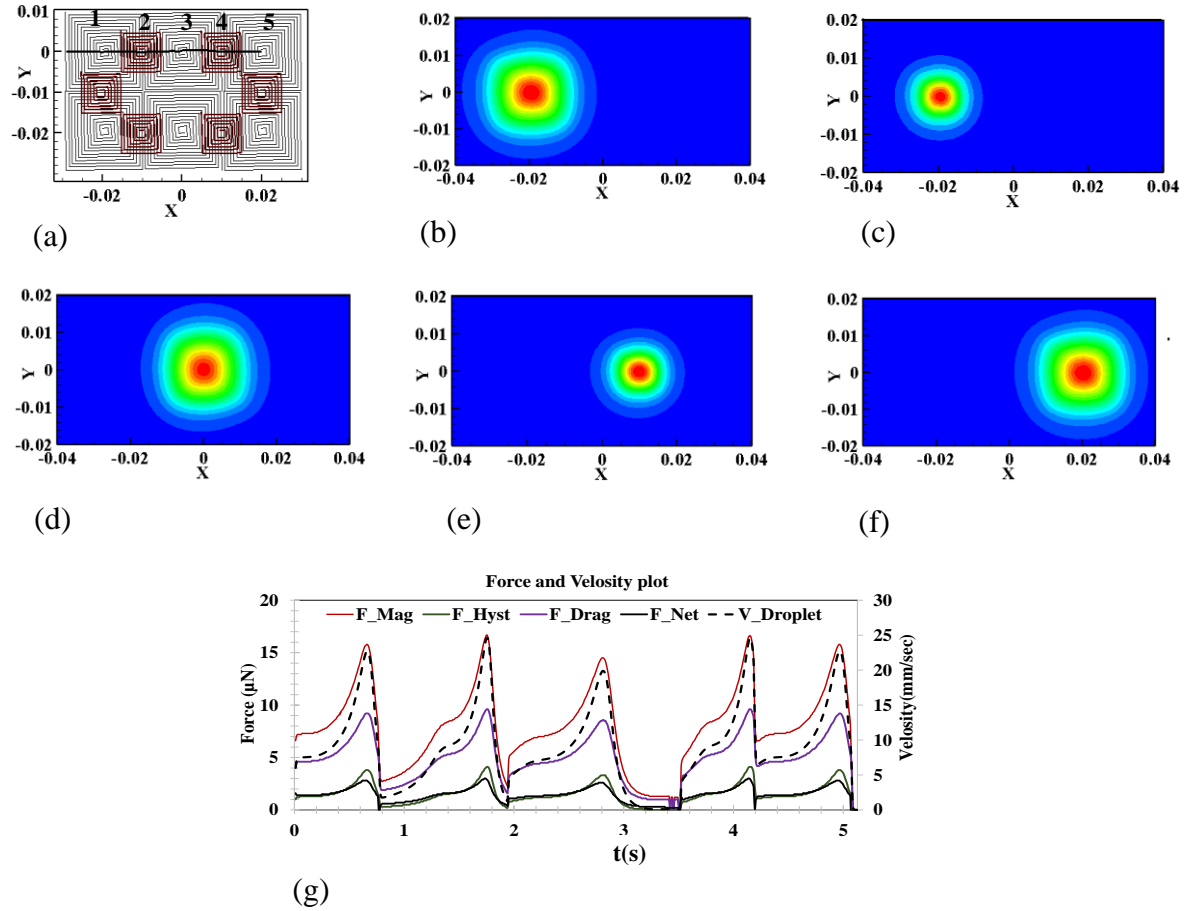 0.01
0
-0.01
-0.02
Y
1 2 3 4 5
-0.02 0 0.02
X
(a)
0.02
0.01
0
-0.01
-0.02
Y
-0.04 -0.02 0 0.02 0.04
X
(b)
0.02
0.01
0
-0.01
-0.02
Y
-0.04 -0.02 0 0.02 0.04
X
(c)
0.02
0.01
0
-0.01
-0.02
Y
-0.04 -0.02 0 0.02 0.04
X
(d)
0.02
0.01
0
-0.01
-0.02
Y
-0.04 -0.02 0 0.02 0.04
X
(e)
0.02
0.01
0
-0.01
-0.02
Y
-0.04 -0.02 0 0.02 0.04
X
(f)
Force and Velosity plot
F_Mag F_Hyst F_Drag F_Net V_Droplet
20
15
10
5
0
Force (µN)
30
25
20
15
10
5
0
Velosity(mm/sec)
0 1 2 3 4 5
t(s)
(g)